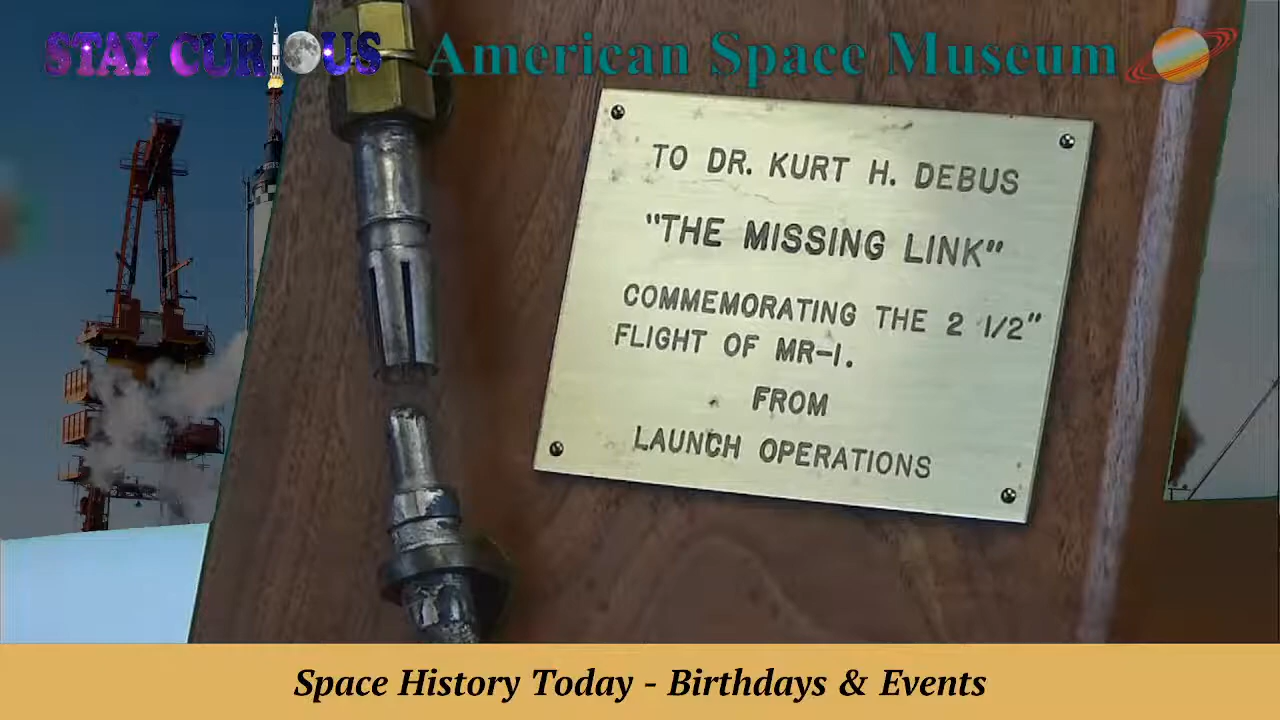 STAY CURIOUS
American Space Museum
TO DR. KURT H. DEBUS
"THE MISSING LINK"
COMMEMORATING THE 2 1/2"
FLIGHT OF MR-1.
FROM
LAUNCH OPERATIONS
Space History Today - Birthdays & Events